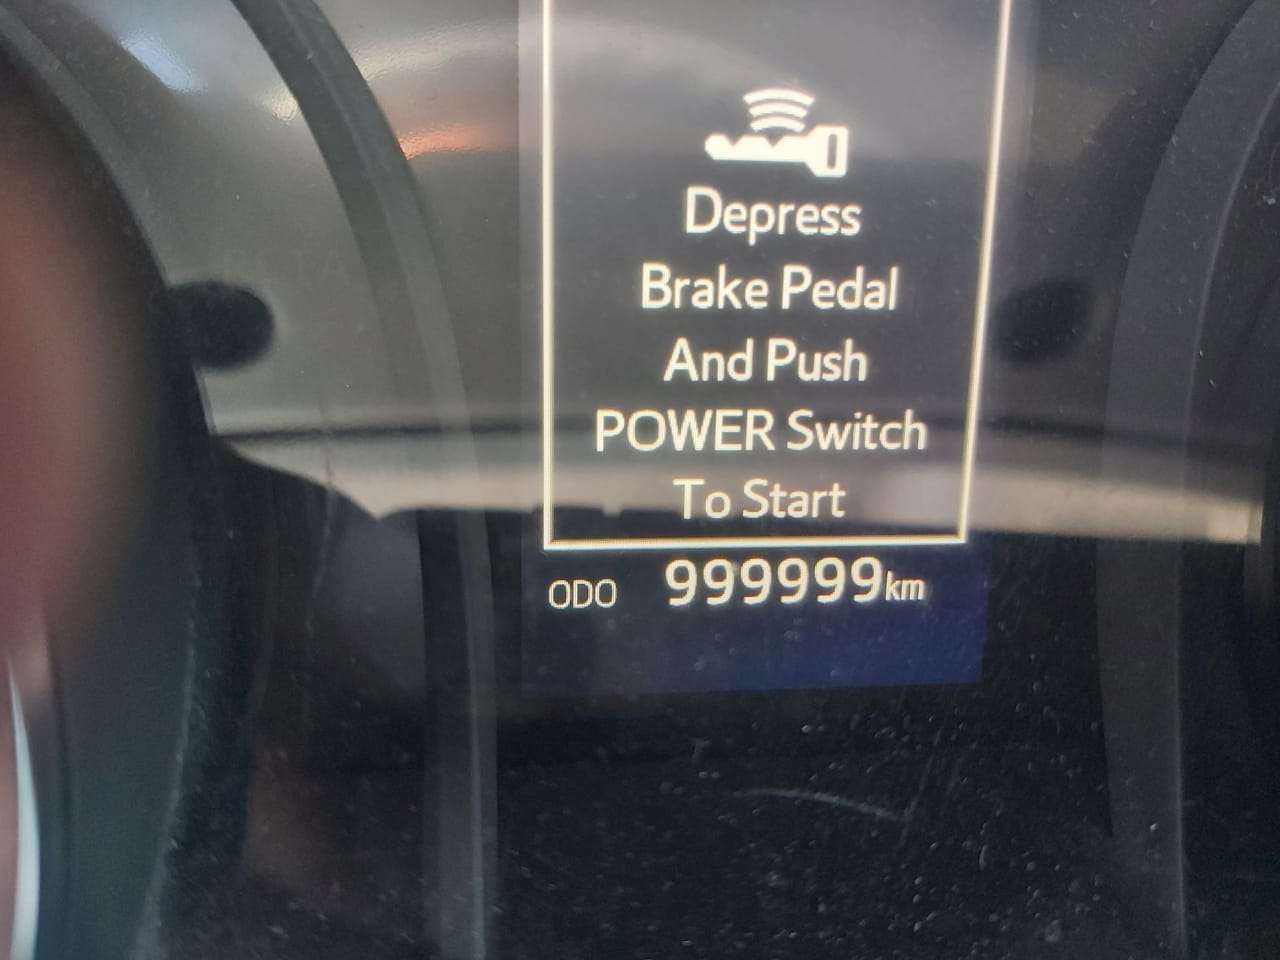 Depress
Brake Pedal
And Push
POWER Switch
To Start
ODO 999999km